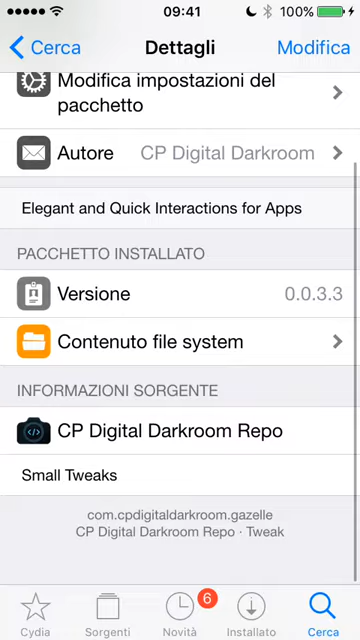 09:41
100%
Cerca
Dettagli
Modifica
Modifica impostazioni del
pacchetto
Autore
CP Digital Darkroom
Elegant and Quick Interactions for Apps
PACCHETTO INSTALLATO
Versione
0.0.3.3
Contenuto file system
INFORMAZIONI SORGENTE
CP Digital Darkroom Repo
Small Tweaks
com.cpdigitaldarkroom.gazelle
CP Digital Darkroom Repo · Tweak
6
Cydia
Sorgenti
Novità
Installato
Cerca